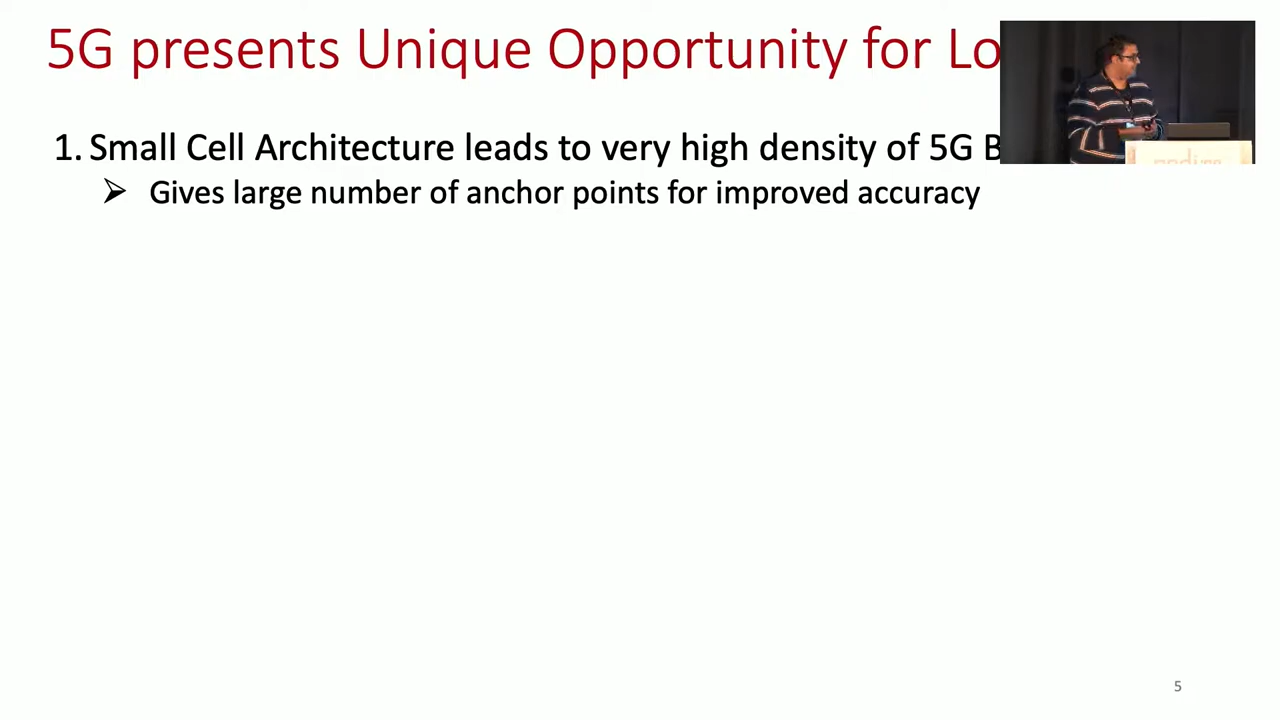 5G presents Unique Opportunity for Lo
1. Small Cell Architecture leads to very high density of 5G B
➢ Gives large number of anchor points for improved accuracy
5